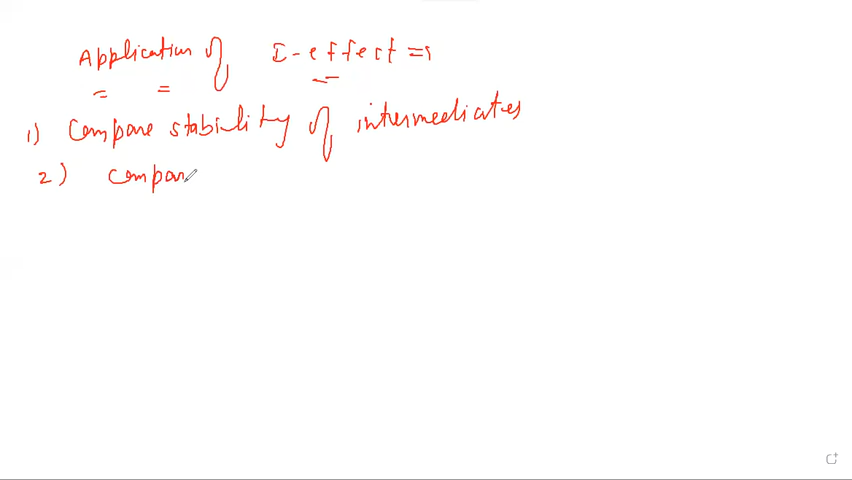 Application of I-effect =>
1) Compare stability of intermediates
2) compar